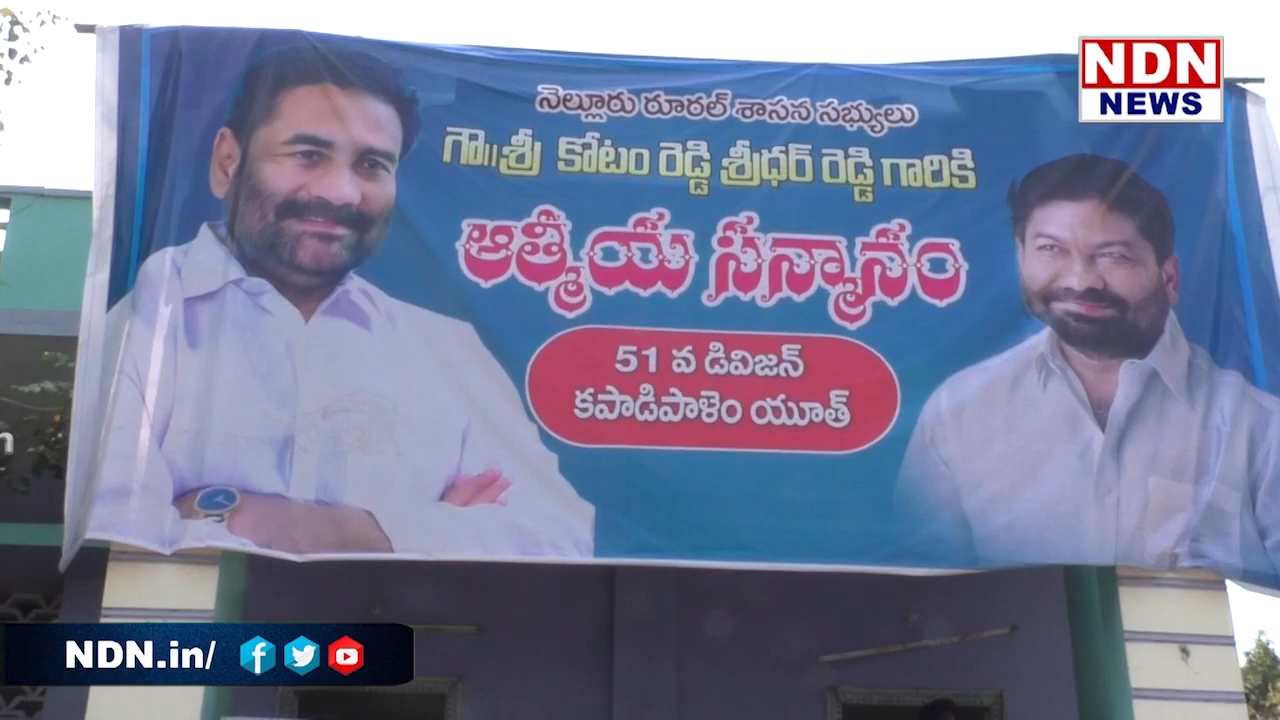 NDN
NEWS
నెల్లూరు రూరల్ శాసన సభ్యులు
గౌ||శ్రీ కోటం రెడ్డి శ్రీధర్ రెడ్డి గారికి
ఆత్మీయ సన్మానం
51 వ డివిజన్
కపాడిపాళెం యూత్
NDN.in/